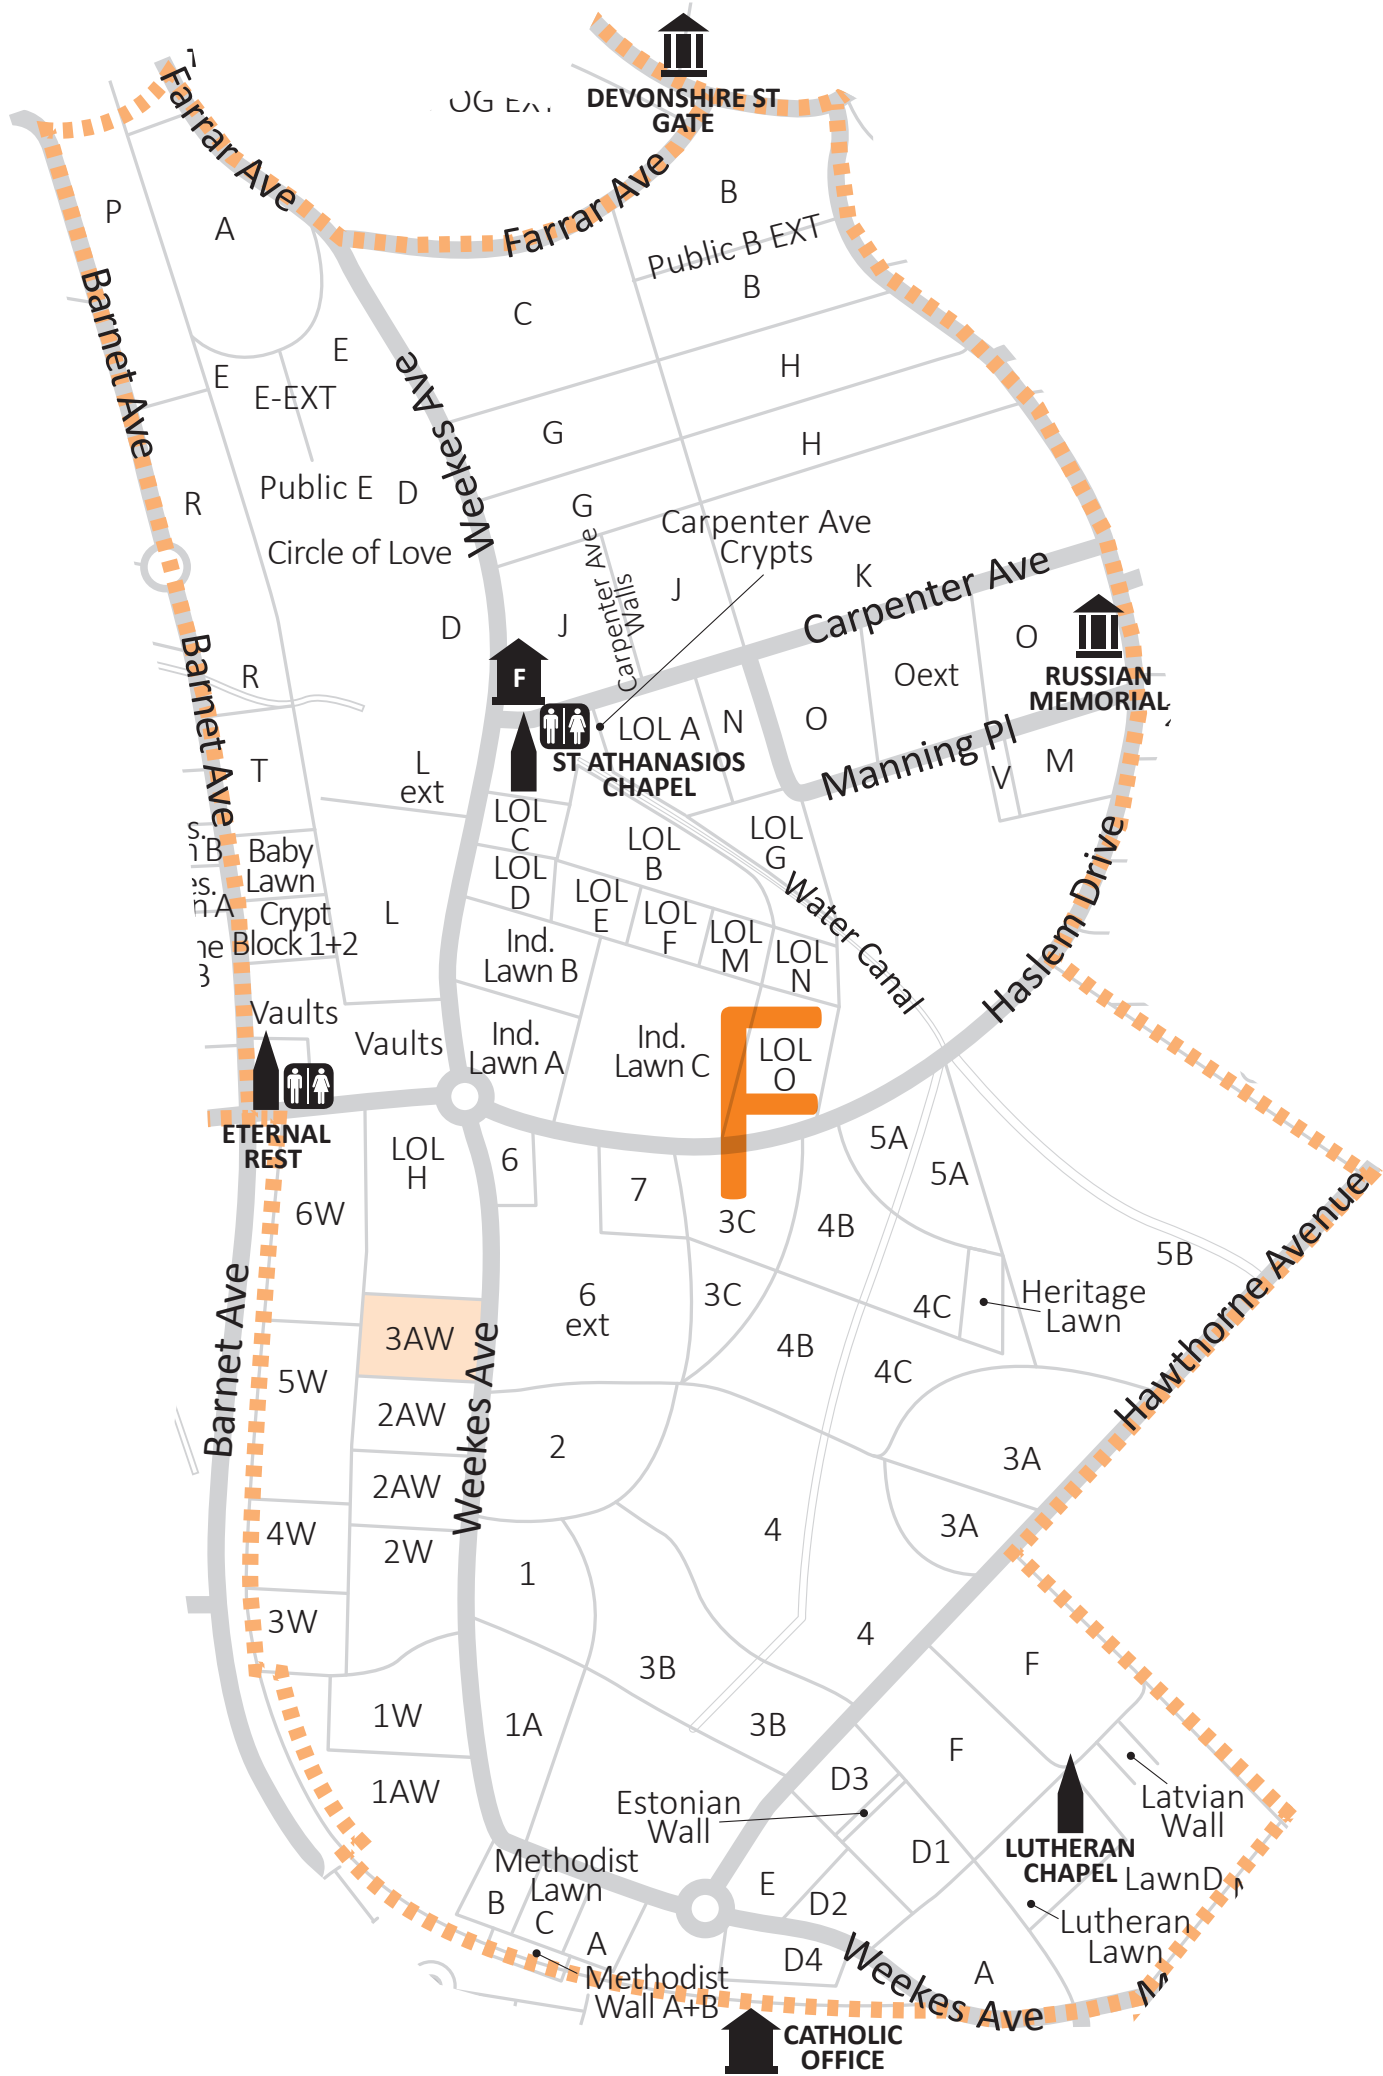 DEVONSHIRE ST
GATE
Farrar Ave
Farrar Ave
P
A
B
Public B EXT
B
C
Barnet Ave
E
E
E-EXT
Weekes Ave
H
G
H
R
Public E
D
G
Carpenter Ave
Crypts
Circle of Love
Carpenter Ave
Walls
J
K
Carpenter Ave
D
J
F
O
Oext
RUSSIAN
MEMORIAL
Barnet Ave
R
LOL A
N
O
Manning Pl
V
M
T
L
ext
ST ATHANASIOS
CHAPEL
LOL
C
LOL
B
LOL
G
Baby
Lawn
LOL
D
LOL
E
LOL
F
LOL
M
LOL
N
Water Canal
Haslem Drive
Crypt
Block 1+2
L
Ind.
Lawn B
Vaults
Vaults
Ind.
Lawn A
Ind.
Lawn C
F
LOL
O
ETERNAL
REST
LOL
H
6
7
5A
5A
6W
3C
4B
5B
Hawthorne Avenue
Barnet Ave
3AW
6
ext
3C
4C
Heritage
Lawn
4B
5W
Weekes Ave
4C
2AW
2
3A
2AW
4W
2W
4
3A
1
3W
4
3B
F
1W
1A
3B
F
1AW
D3
Estonian
Wall
Latvian
Wall
LUTHERAN
CHAPEL
D1
LawnD
Methodist
Lawn
B
C
A
E
D2
Lutheran
Lawn
D4
Weekes Ave
A
Methodist
Wall A+B
CATHOLIC
OFFICE